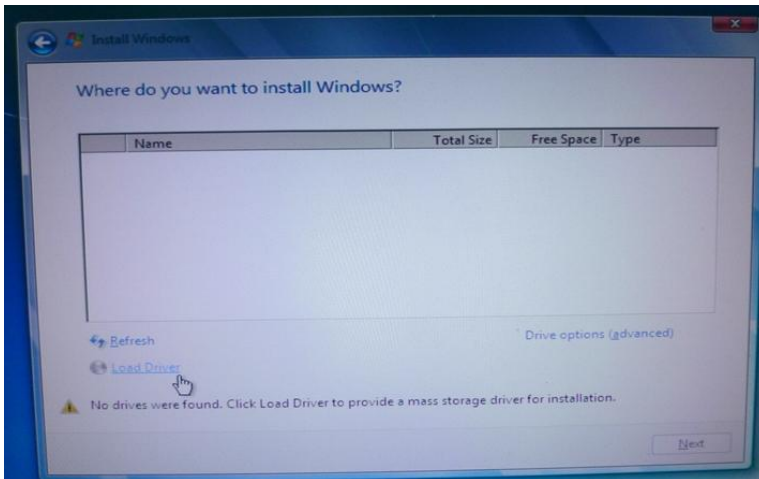 Install Windows
Where do you want to install Windows?
Name Total Size Free Space Type
Refresh Drive options (advanced)
Load Driver
No drives were found. Click Load Driver to provide a mass storage driver for installation.
Next